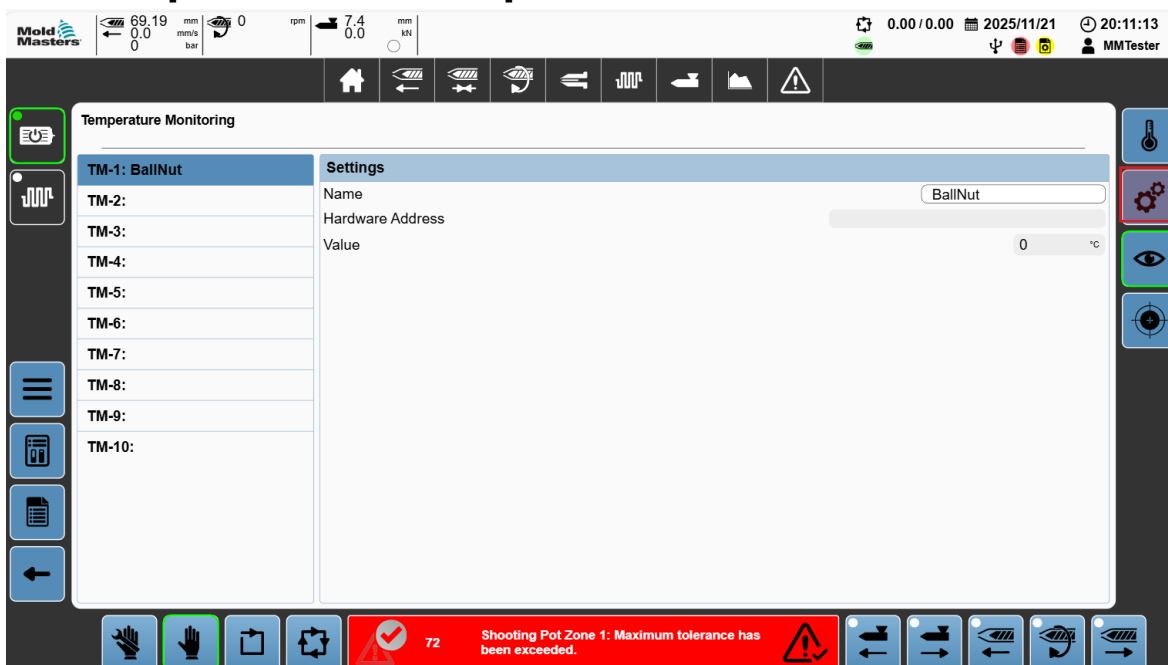 Mold
Masters
69.19 mm
0.0 mm/s
0 bar
0 rpm
7.4 mm
0.0 kN
0.00 / 0.00
2025/11/21
20:11:13
MMTester
Temperature Monitoring
TM-1: BallNut
TM-2:
TM-3:
TM-4:
TM-5:
TM-6:
TM-7:
TM-8:
TM-9:
TM-10:
Settings
Name BallNut
Hardware Address
Value 0 °C
72
Shooting Pot Zone 1: Maximum tolerance has
been exceeded.